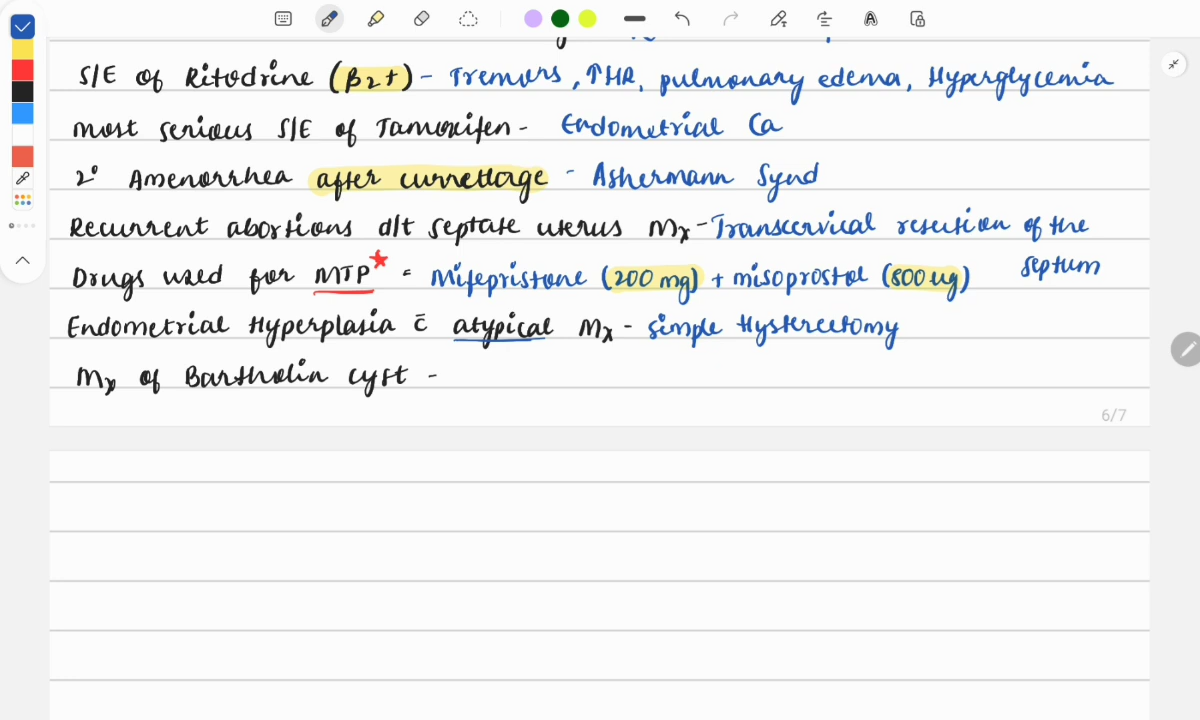 S/E of Ritodrine (β2+) - Tremors, ↑HR, pulmonary edema, Hyperglycemia
most serious S/E of Tamoxifen - Endometrial Ca
2° Amenorrhea after currettage - Ashermann Synd
Recurrent abortions d/t septate uterus Mx - Transcervical resection of the septum
Drugs used for MTP* = Mifepristone (200 mg) + misoprostol (800 ug)
Endometrial Hyperplasia c̄ atypical Mx - simple Hysterectomy
Mx of Bartholin cyst -
6/7